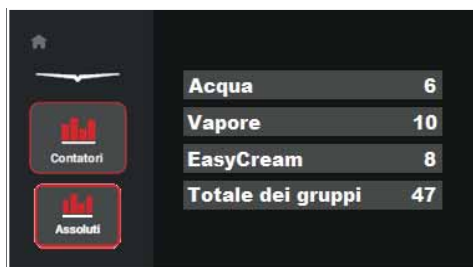 Contatori
Assoluti
Acqua 6
Vapore 10
EasyCream 8
Totale dei gruppi 47